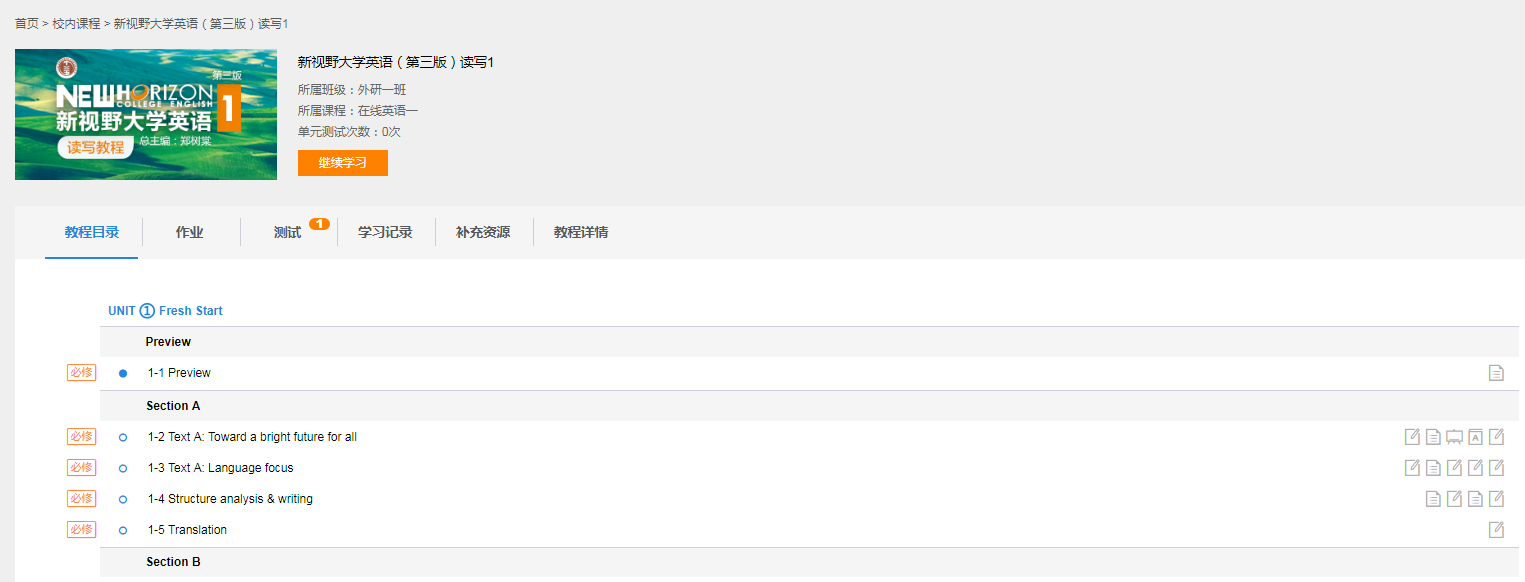 首页 > 校内课程 > 新视野大学英语（第三版）读写1
第三版
NEW HORIZON
COLLEGE ENGLISH
1
新视野大学英语
总主编：郑树棠
读写教程
新视野大学英语（第三版）读写1
所属班级：外研一班
所属课程：在线英语一
单元测试次数：0次
继续学习
教程目录 作业 测试 1 学习记录 补充资源 教程详情
UNIT 1 Fresh Start
Preview
必修 1-1 Preview
Section A
必修 1-2 Text A: Toward a bright future for all
必修 1-3 Text A: Language focus
必修 1-4 Structure analysis & writing
必修 1-5 Translation
Section B